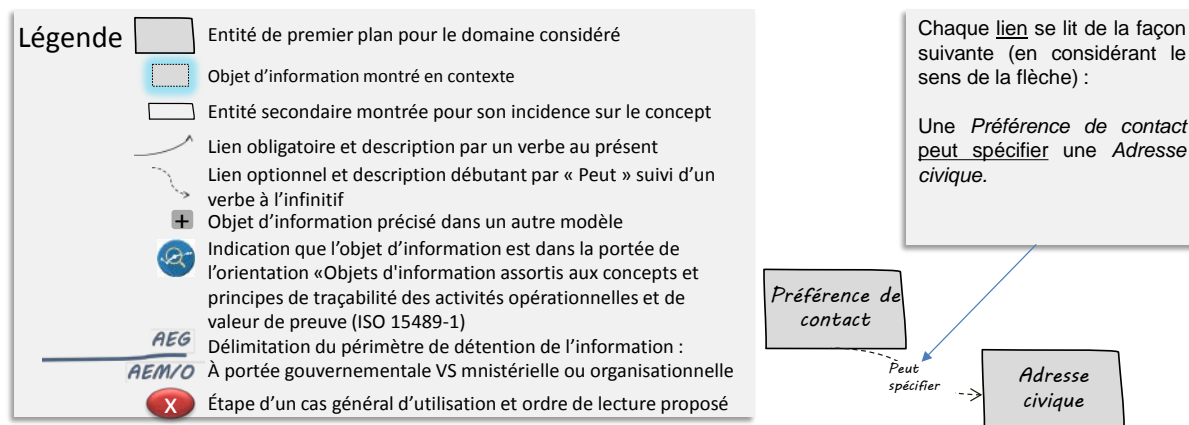 Légende
Entité de premier plan pour le domaine considéré
Objet d’information montré en contexte
Entité secondaire montrée pour son incidence sur le concept
Lien obligatoire et description par un verbe au présent
Lien optionnel et description débutant par « Peut » suivi d’un
verbe à l’infinitif
+
Objet d’information précisé dans un autre modèle
Indication que l’objet d’information est dans la portée de
l’orientation «Objets d'information assortis aux concepts et
principes de traçabilité des activités opérationnelles et de
valeur de preuve (ISO 15489-1)
AEG
Délimitation du périmètre de détention de l’information :
AEM/O
À portée gouvernementale VS mnistérielle ou organisationnelle
X
Étape d’un cas général d’utilisation et ordre de lecture proposé
Chaque lien se lit de la façon
suivante (en considérant le
sens de la flèche) :
Une Préférence de contact
peut spécifier une Adresse
civique.
Préférence de
contact
Peut
spécifier
Adresse
civique